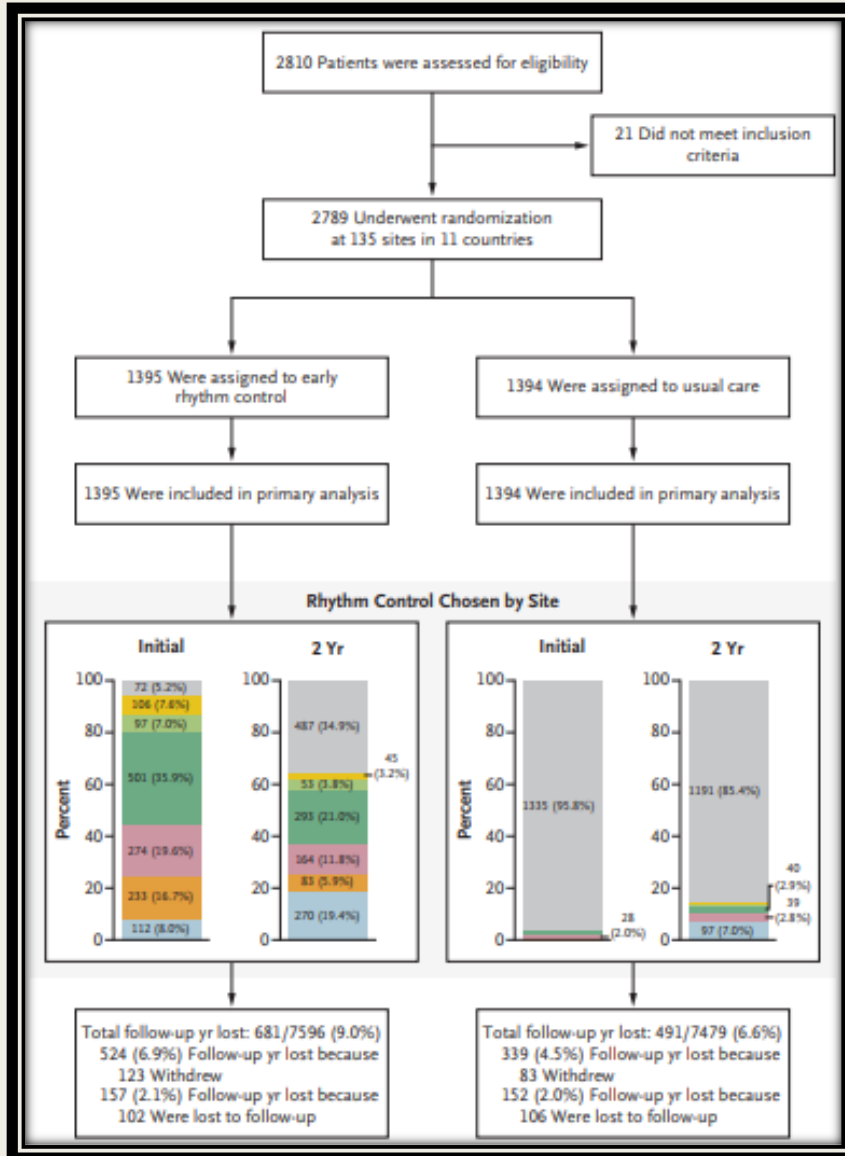 2810 Patients were assessed for eligibility
21 Did not meet inclusion
criteria
2789 Underwent randomization
at 135 sites in 11 countries
1395 Were assigned to early
rhythm control
1394 Were assigned to usual care
1395 Were included in primary analysis
1394 Were included in primary analysis
Rhythm Control Chosen by Site
Initial
2 Yr
Initial
2 Yr
Percent
100
80
60
40
20
0
72 (5.2%)
106 (7.6%)
97 (7.0%)
501 (35.9%)
274 (19.6%)
233 (16.7%)
112 (8.0%)
100
80
60
40
20
0
487 (34.9%)
45
(3.2%)
53 (3.8%)
293 (21.0%)
164 (11.8%)
83 (5.9%)
270 (19.4%)
Percent
100
80
60
40
20
0
1335 (95.8%)
28
(2.0%)
100
80
60
40
20
0
1191 (85.4%)
40
(2.9%)
39
(2.8%)
97 (7.0%)
Total follow-up yr lost: 681/7596 (9.0%)
524 (6.9%) Follow-up yr lost because
123 Withdrew
157 (2.1%) Follow-up yr lost because
102 Were lost to follow-up
Total follow-up yr lost: 491/7479 (6.6%)
339 (4.5%) Follow-up yr lost because
83 Withdrew
152 (2.0%) Follow-up yr lost because
106 Were lost to follow-up